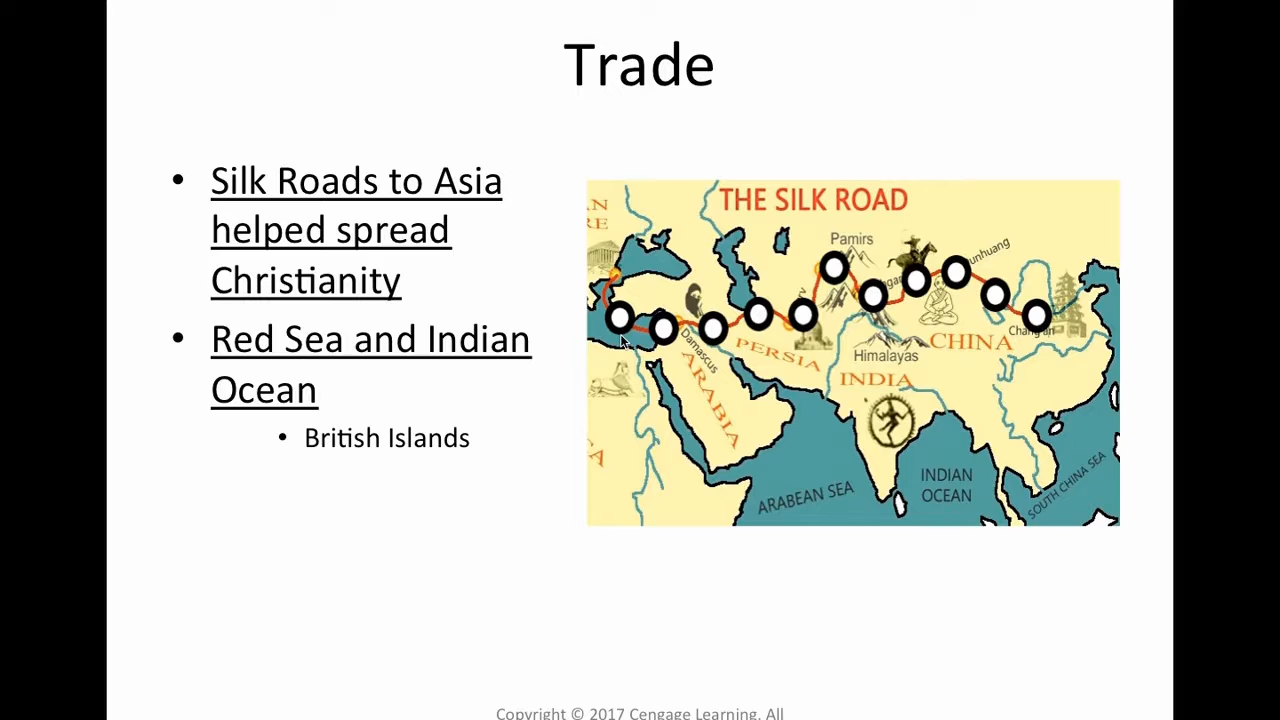 Trade
• Silk Roads to Asia
helped spread
Christianity
• Red Sea and Indian
Ocean
• British Islands
THE SILK ROAD
Pamirs
Damascus
PERSIA
ARABIA
Himalayas
CHINA
INDIA
ARABEAN SEA
INDIAN
OCEAN
SOUTH CHINA SEA
Copyright © 2017 Cengage Learning. All